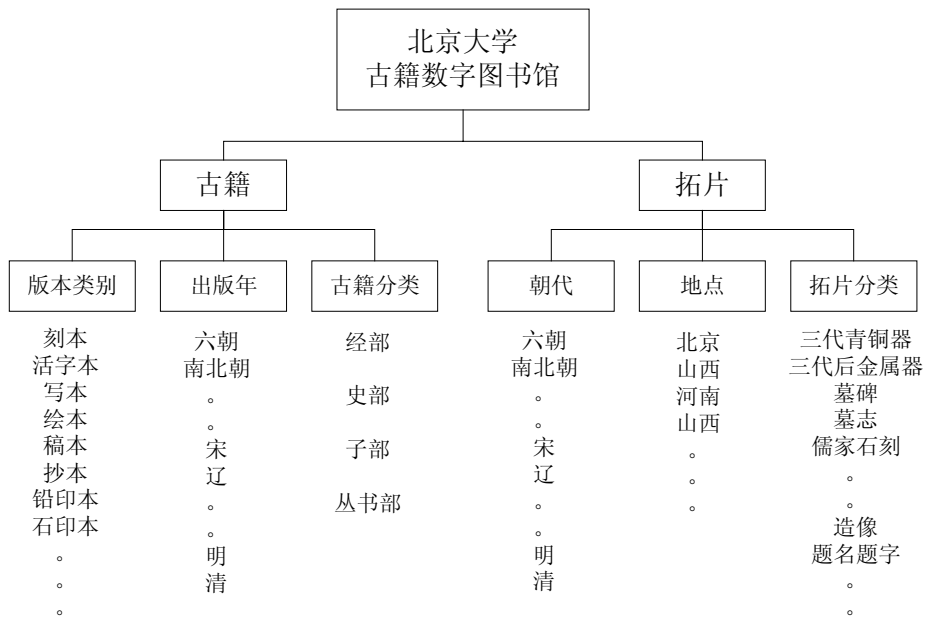 北京大学
古籍数字图书馆
古籍
拓片
版本类别
出版年
古籍分类
朝代
地点
拓片分类
刻本
活字本
写本
绘本
稿本
抄本
铅印本
石印本
。
。
。
六朝
南北朝
。
。
宋
辽
。
。
明
清
经部
史部
子部
丛书部
六朝
南北朝
。
。
宋
辽
。
。
明
清
北京
山西
河南
山西
。
。
。
三代青铜器
三代后金属器
墓碑
墓志
儒家石刻
。
。
造像
题名题字
。
。